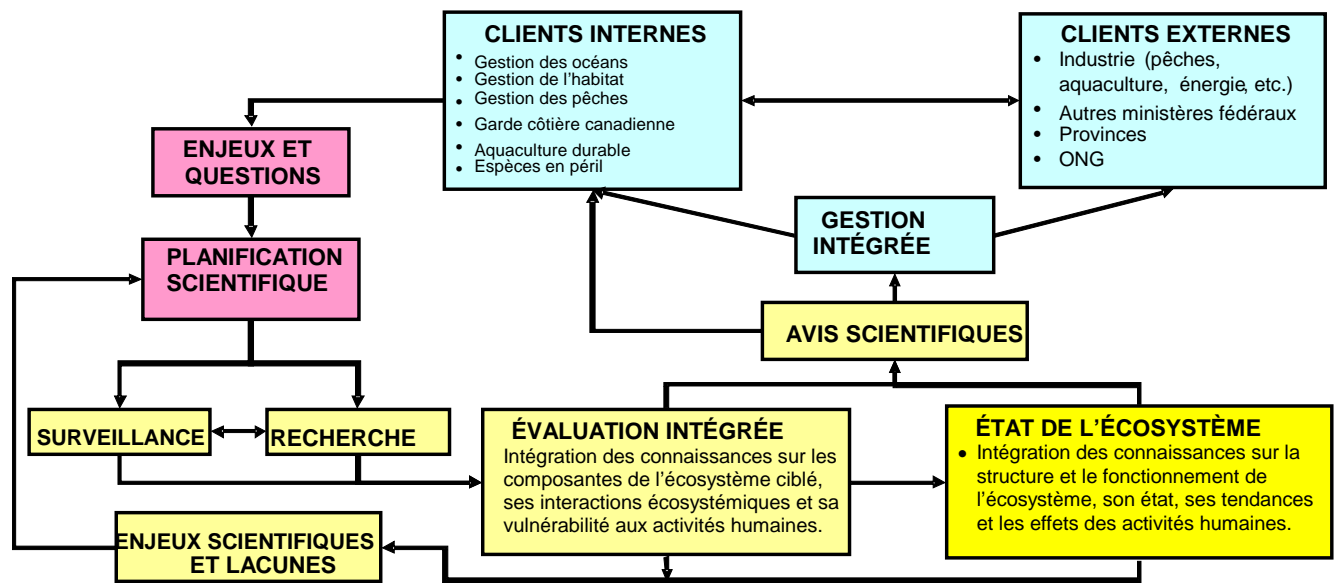 CLIENTS INTERNES
• Gestion des océans
• Gestion de l'habitat
• Gestion des pêches
• Garde côtière canadienne
• Aquaculture durable
• Espèces en péril
CLIENTS EXTERNES
• Industrie (pêches,
aquaculture, énergie, etc.)
• Autres ministères fédéraux
• Provinces
• ONG
ENJEUX ET
QUESTIONS
GESTION
INTÉGRÉE
PLANIFICATION
SCIENTIFIQUE
AVIS SCIENTIFIQUES
SURVEILLANCE
RECHERCHE
ÉVALUATION INTÉGRÉE
Intégration des connaissances sur les
composantes de l'écosystème ciblé,
ses interactions écosystémiques et sa
vulnérabilité aux activités humaines.
ÉTAT DE L'ÉCOSYSTÈME
• Intégration des connaissances sur la
structure et le fonctionnement de
l'écosystème, son état, ses tendances
et les effets des activités humaines.
ENJEUX SCIENTIFIQUES
ET LACUNES